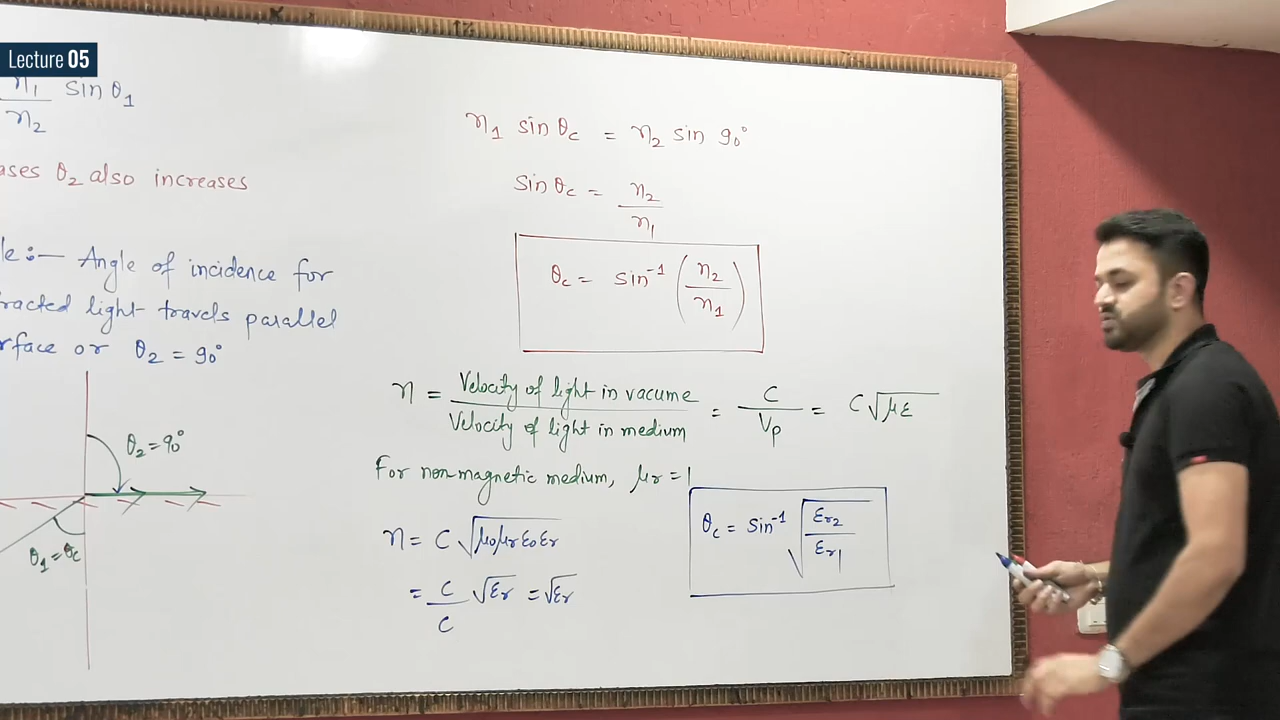 Lecture 05
n1/n2 Sin θ1
ases θ2 also increases
le:— Angle of incidence for
racted light travels parallel
rface or θ2 = 90°
θ2 = 90°
θ1 = θc
n1 sin θc = n2 sin 90°
Sin θc = n2/n1
θc = sin⁻¹ (n2/n1)
n = Velocity of light in vacume / Velocity of light in medium = C/Vp = C√με
For non magnetic medium, μr = 1
n = C √μ0μrε0εr
= C/C √εr = √εr
θc = Sin⁻¹ √εr2/εr1